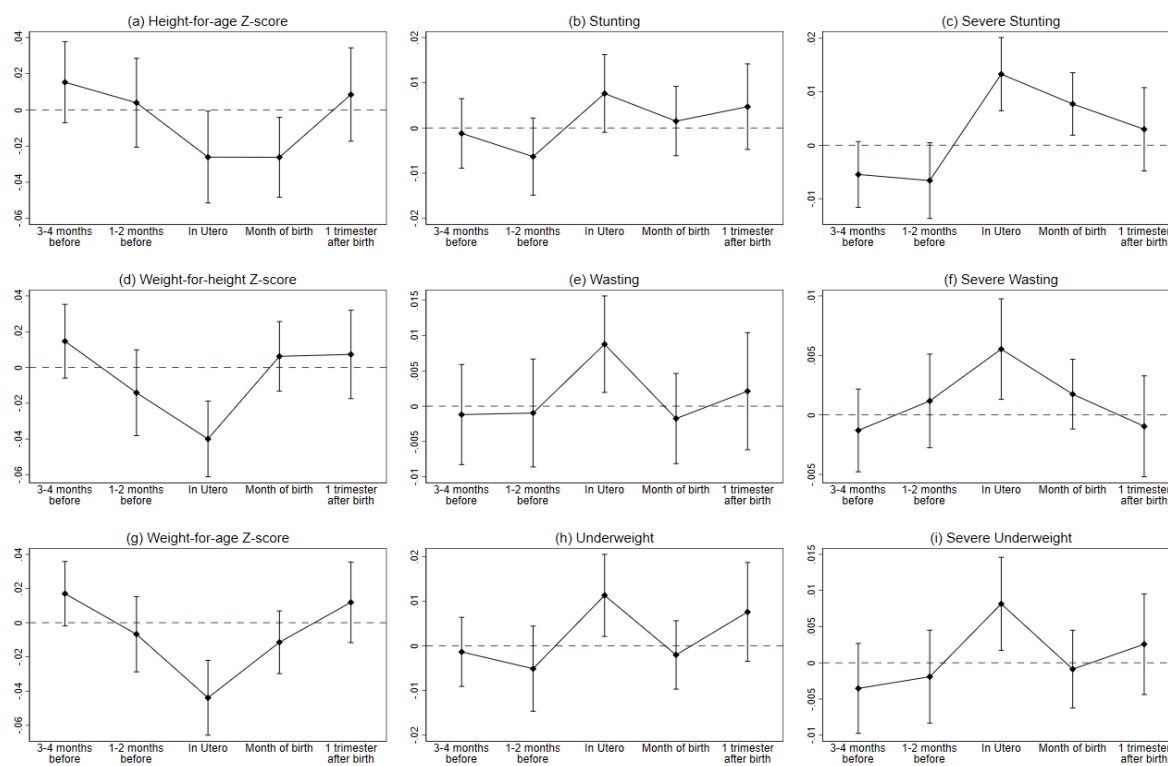 (a) Height-for-age Z-score
.04
.02
0
-.02
-.04
-.06
3-4 months
before
1-2 months
before
In Utero
Month of birth
1 trimester
after birth
(b) Stunting
.02
.01
0
-.01
-.02
3-4 months
before
1-2 months
before
In Utero
Month of birth
1 trimester
after birth
(c) Severe Stunting
.02
.01
0
-.01
3-4 months
before
1-2 months
before
In Utero
Month of birth
1 trimester
after birth
(d) Weight-for-height Z-score
.04
.02
0
-.02
-.04
-.06
3-4 months
before
1-2 months
before
In Utero
Month of birth
1 trimester
after birth
(e) Wasting
.015
.01
.005
0
-.005
-.01
3-4 months
before
1-2 months
before
In Utero
Month of birth
1 trimester
after birth
(f) Severe Wasting
.01
.005
0
-.005
3-4 months
before
1-2 months
before
In Utero
Month of birth
1 trimester
after birth
(g) Weight-for-age Z-score
.04
.02
0
-.02
-.04
-.06
3-4 months
before
1-2 months
before
In Utero
Month of birth
1 trimester
after birth
(h) Underweight
.02
.01
0
-.01
-.02
3-4 months
before
1-2 months
before
In Utero
Month of birth
1 trimester
after birth
(i) Severe Underweight
.015
.01
.005
0
-.005
-.01
3-4 months
before
1-2 months
before
In Utero
Month of birth
1 trimester
after birth